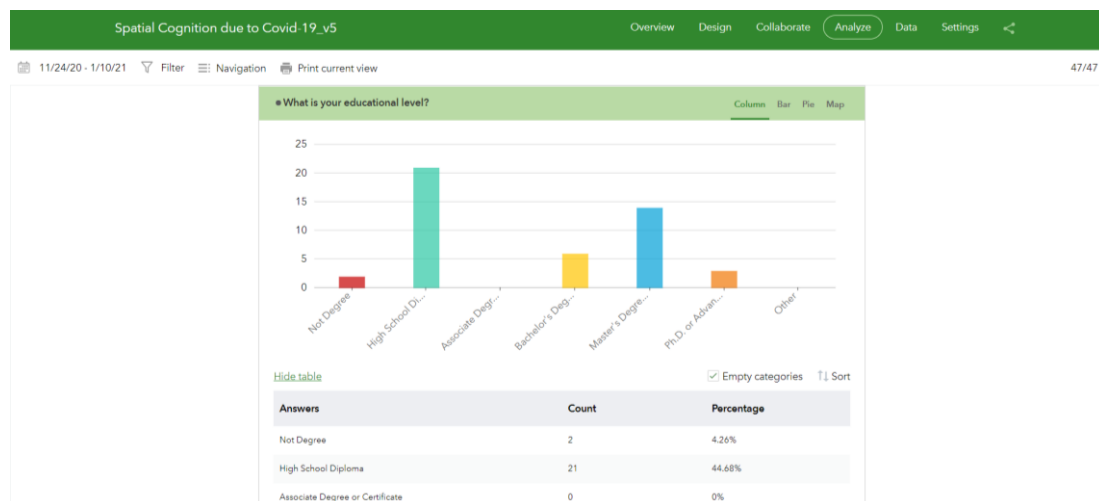 Spatial Cognition due to Covid-19_v5
Overview Design Collaborate Analyze Data Settings
11/24/20 - 1/10/21 Filter Navigation Print current view 47/47
What is your educational level? Column Bar Pie Map
25
20
15
10
5
0
Not Degree High School Di... Associate Degr... Bachelor's Deg... Master's Degre... Ph.D. or Advan... Other
Hide table Empty categories Sort
Answers Count Percentage
Not Degree 2 4.26%
High School Diploma 21 44.68%
Associate Degree or Certificate 0 0%